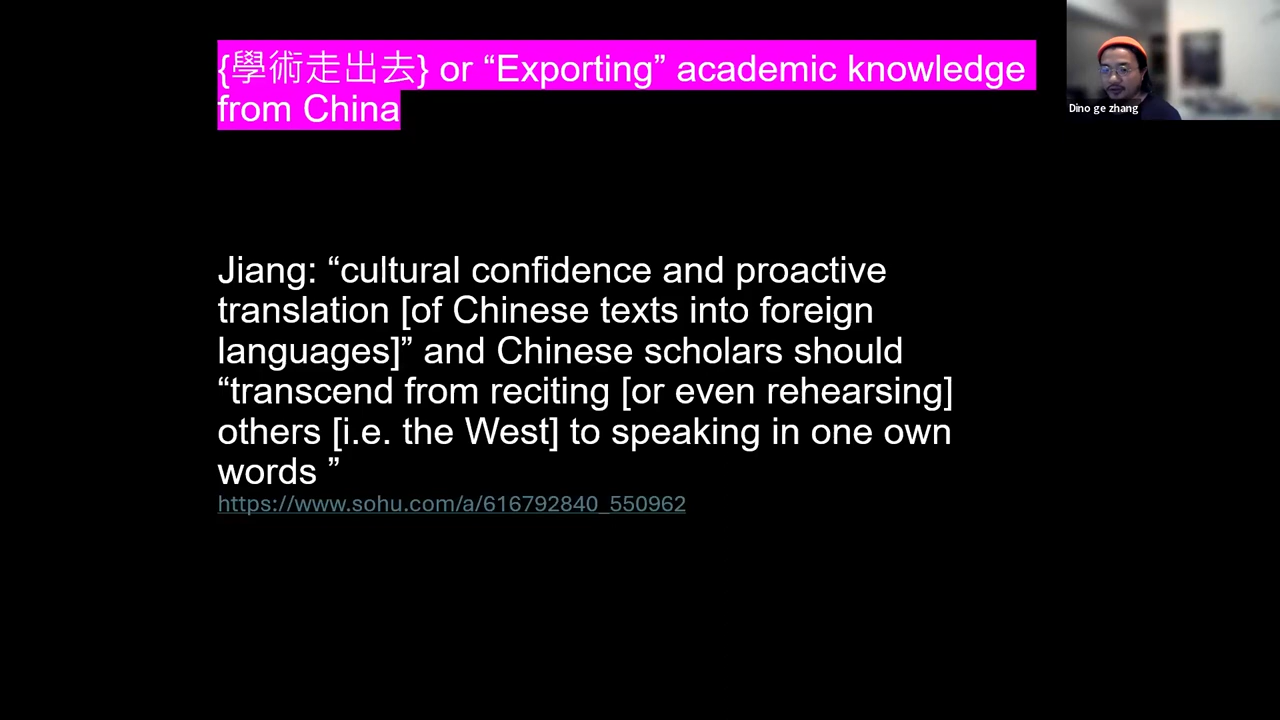 {學術走出去} or “Exporting” academic knowledge
from China
Dino ge zhang
Jiang: “cultural confidence and proactive
translation [of Chinese texts into foreign
languages]” and Chinese scholars should
“transcend from reciting [or even rehearsing]
others [i.e. the West] to speaking in one own
words ”
https://www.sohu.com/a/616792840_550962